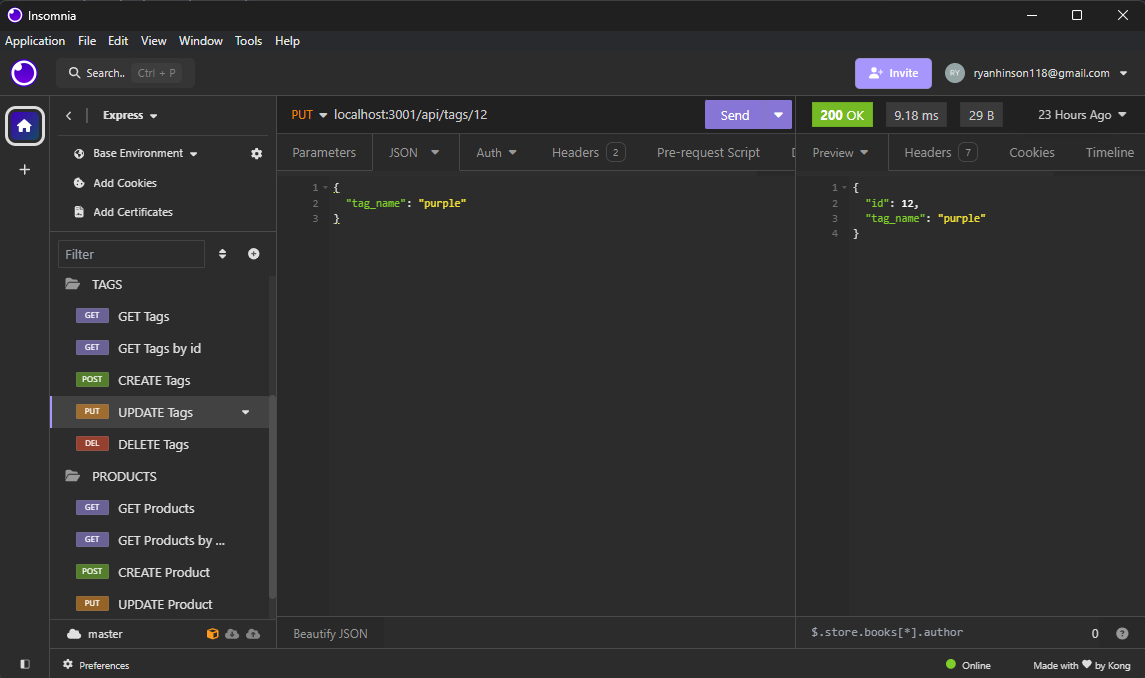 Insomnia
Application File Edit View Window Tools Help
Search.. Ctrl + P
Invite
RY ryanhinson118@gmail.com
Express
Base Environment
Add Cookies
Add Certificates
Filter
TAGS
GET GET Tags
GET GET Tags by id
POST CREATE Tags
PUT UPDATE Tags
DEL DELETE Tags
PRODUCTS
GET GET Products
GET GET Products by ...
POST CREATE Product
PUT UPDATE Product
master
PUT localhost:3001/api/tags/12 Send
Parameters JSON Auth Headers 2 Pre-request Script
1 {
2 "tag_name": "purple"
3 }
Beautify JSON
200 OK 9.18 ms 29 B 23 Hours Ago
Preview Headers 7 Cookies Timeline
1 {
2 "id": 12,
3 "tag_name": "purple"
4 }
$.store.books[*].author 0 ?
Preferences
Online
Made with ♥ by Kong